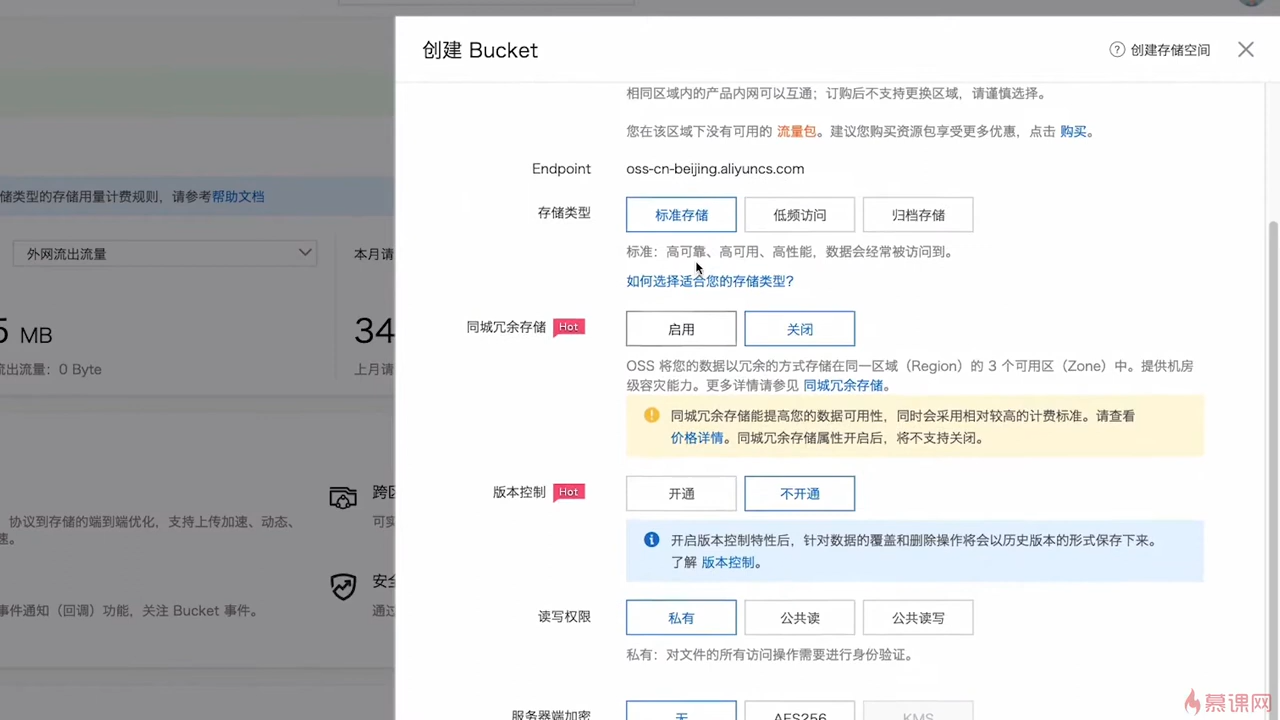 创建 Bucket
创建存储空间
相同区域内的产品内网可以互通；订购后不支持更换区域，请谨慎选择。
您在该区域下没有可用的 流量包。建议您购买资源包享受更多优惠，点击 购买。
Endpoint oss-cn-beijing.aliyuncs.com
存储类型 标准存储 低频访问 归档存储
标准：高可靠、高可用、高性能，数据会经常被访问到。
如何选择适合您的存储类型？
同城冗余存储 Hot 启用 关闭
OSS 将您的数据以冗余的方式存储在同一区域（Region）的 3 个可用区（Zone）中。提供机房
级容灾能力。更多详情请参见 同城冗余存储。
同城冗余存储能提高您的数据可用性，同时会采用相对较高的计费标准。请查看
价格详情。同城冗余存储属性开启后，将不支持关闭。
版本控制 Hot 开通 不开通
开启版本控制特性后，针对数据的覆盖和删除操作将会以历史版本的形式保存下来。
了解 版本控制。
读写权限 私有 公共读 公共读写
私有：对文件的所有访问操作需要进行身份验证。
服务器端加密 无 AES256 KMS
储类型的存储用量计费规则，请参考帮助文档
外网流出流量
本月请
5 MB
34
流出流量：0 Byte
上月请
跨区
协议到存储的端到端优化，支持上传加速、动态、
速。
可实
安全
事件通知（回调）功能，关注 Bucket 事件。
通过
慕课网